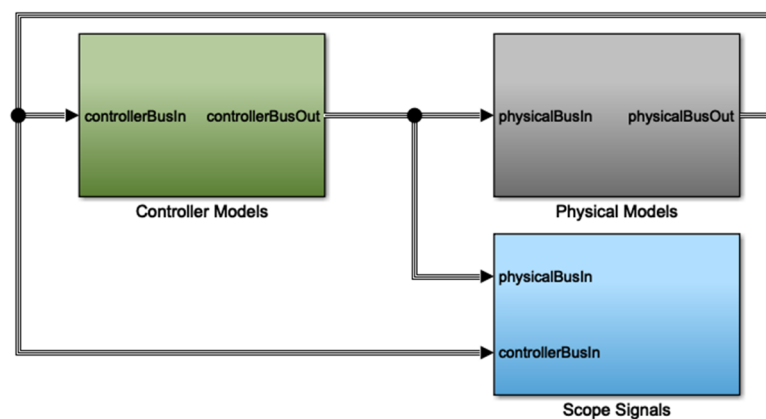 controllerBusIn controllerBusOut
Controller Models
physicalBusIn physicalBusOut
Physical Models
physicalBusIn
controllerBusIn
Scope Signals